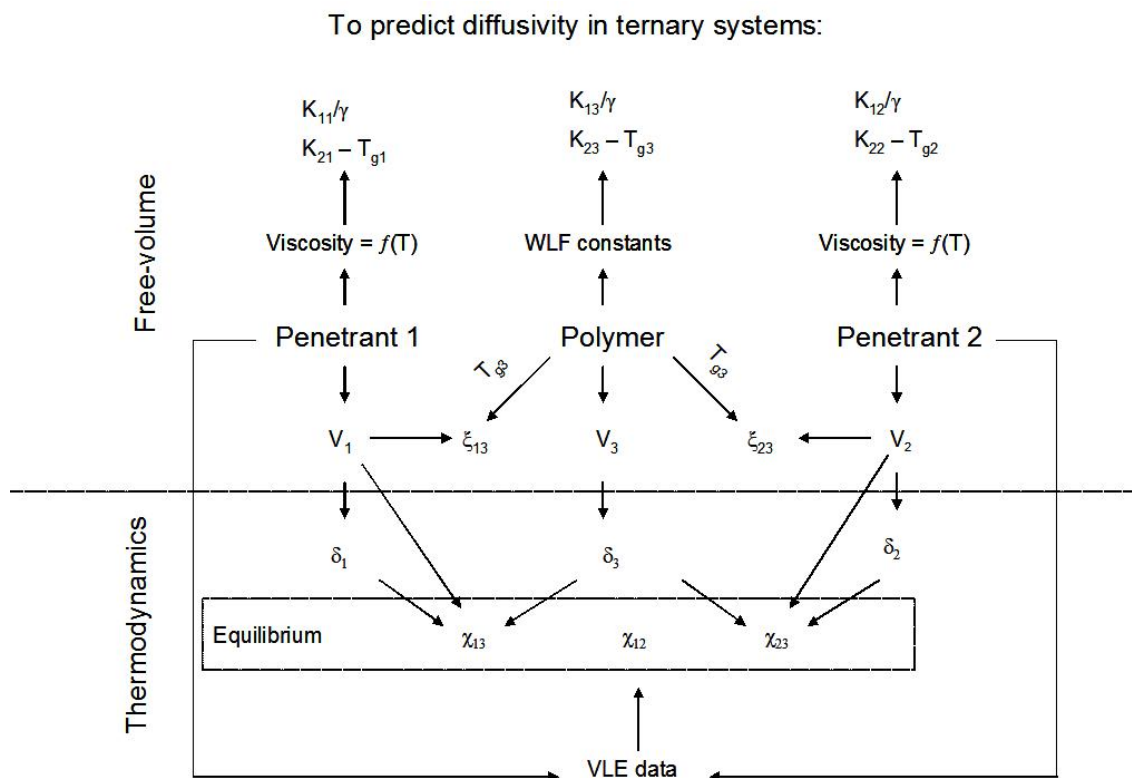 To predict diffusivity in ternary systems:
K₁₁/γ
K₂₁ – Tg1
K₁₃/γ
K₂₃ – Tg3
K₁₂/γ
K₂₂ – Tg2
Free-volume
Viscosity = f(T)
WLF constants
Viscosity = f(T)
Penetrant 1
Polymer
Penetrant 2
Tg3
Tg3
V₁
ξ₁₃
V₃
ξ₂₃
V₂
Thermodynamics
δ₁
δ₃
δ₂
Equilibrium
χ₁₃
χ₁₂
χ₂₃
VLE data